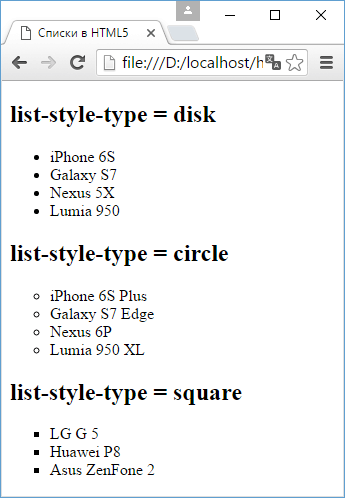 Списки в HTML5
file:///D:/localhost/h
list-style-type = disk
iPhone 6S
Galaxy S7
Nexus 5X
Lumia 950
list-style-type = circle
iPhone 6S Plus
Galaxy S7 Edge
Nexus 6P
Lumia 950 XL
list-style-type = square
LG G 5
Huawei P8
Asus ZenFone 2